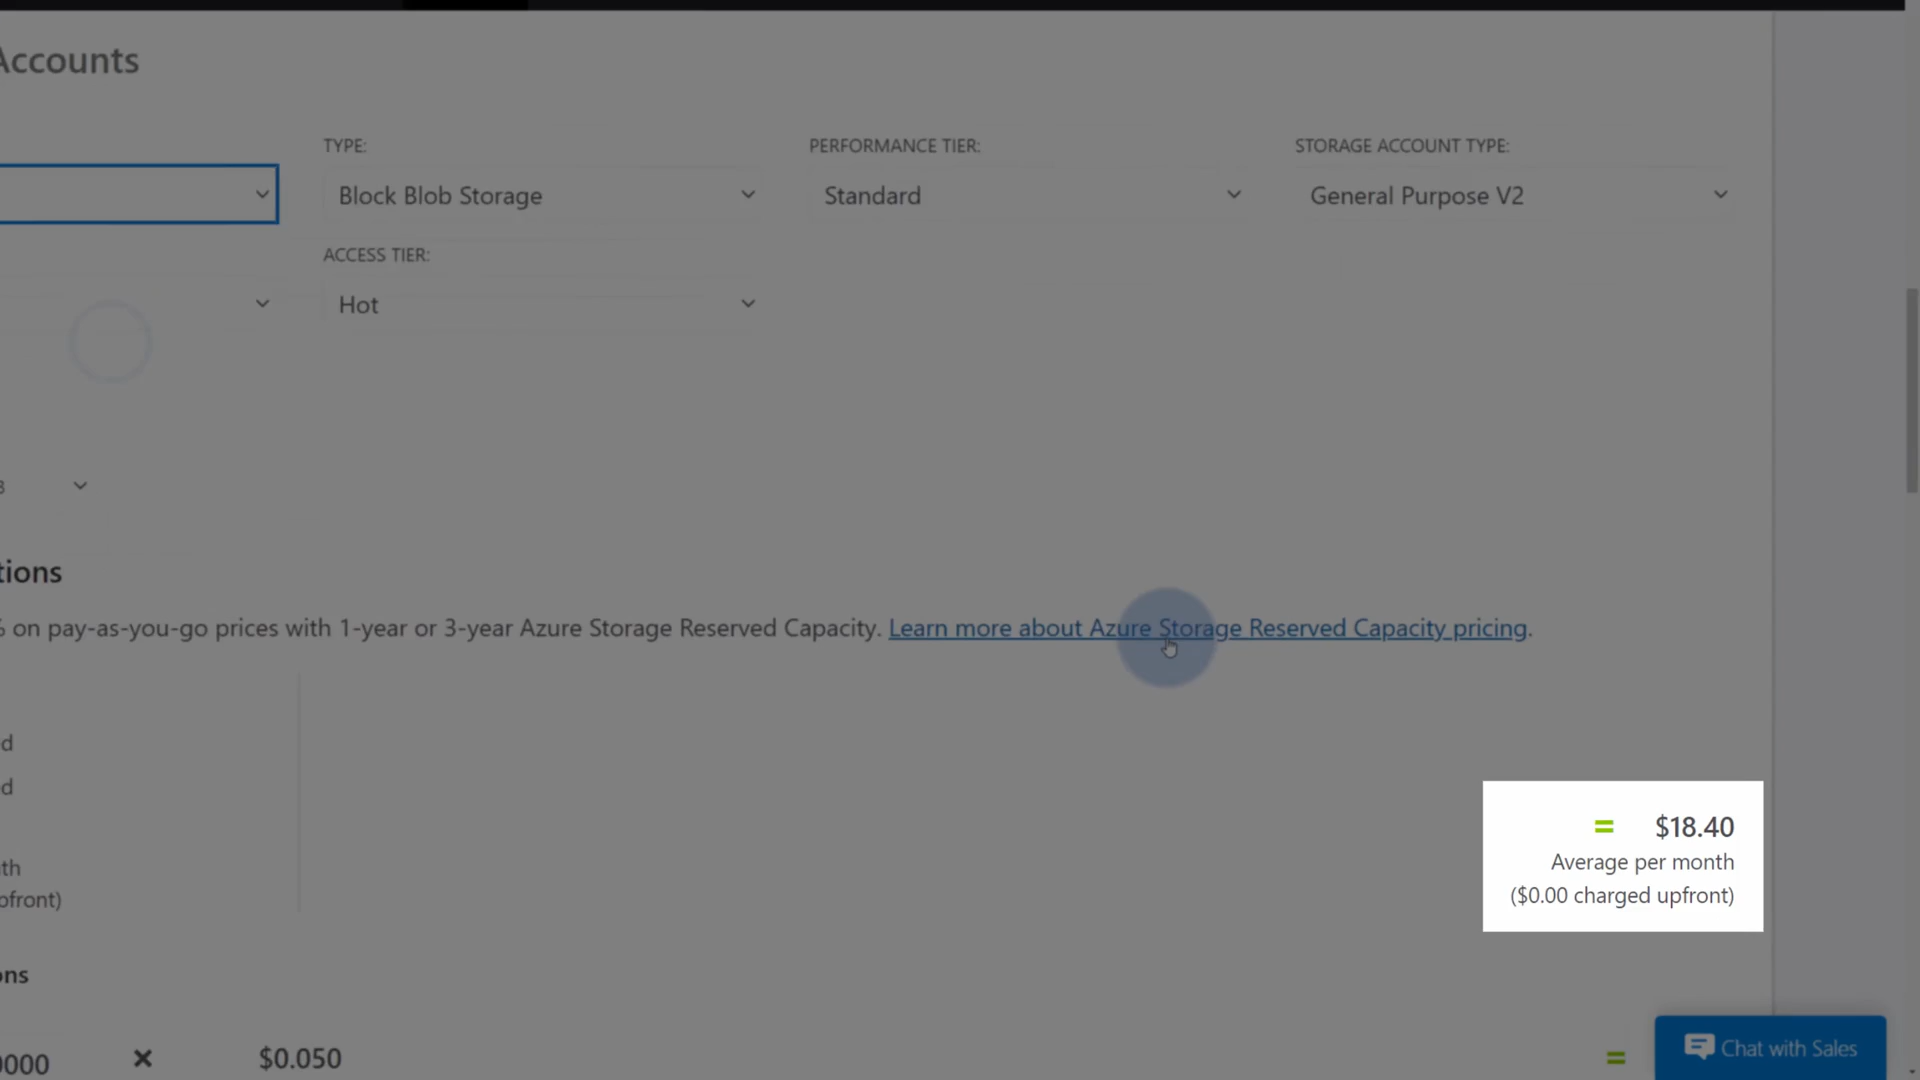 Accounts
TYPE: PERFORMANCE TIER: STORAGE ACCOUNT TYPE:
Block Blob Storage Standard General Purpose V2
ACCESS TIER:
Hot
tions
% on pay-as-you-go prices with 1-year or 3-year Azure Storage Reserved Capacity. Learn more about Azure Storage Reserved Capacity pricing.
d
d
= $18.40
Average per month
th
($0.00 charged upfront)
pfront)
ons
0000 × $0.050 =
Chat with Sales